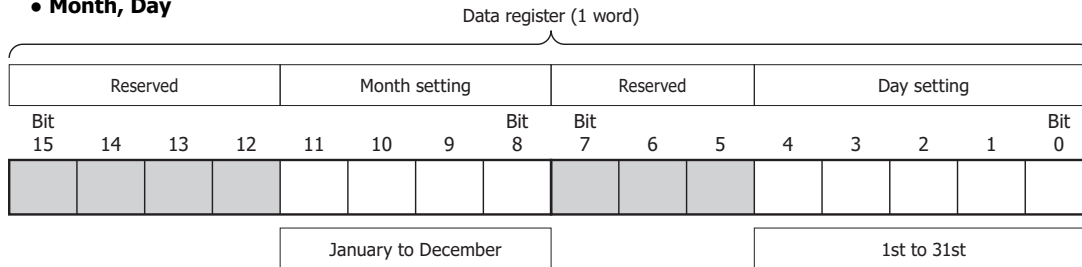 ● Month, Day
Data register (1 word)
Reserved Month setting Reserved Day setting
Bit Bit Bit Bit
15 14 13 12 11 10 9 8 7 6 5 4 3 2 1 0
January to December 1st to 31st